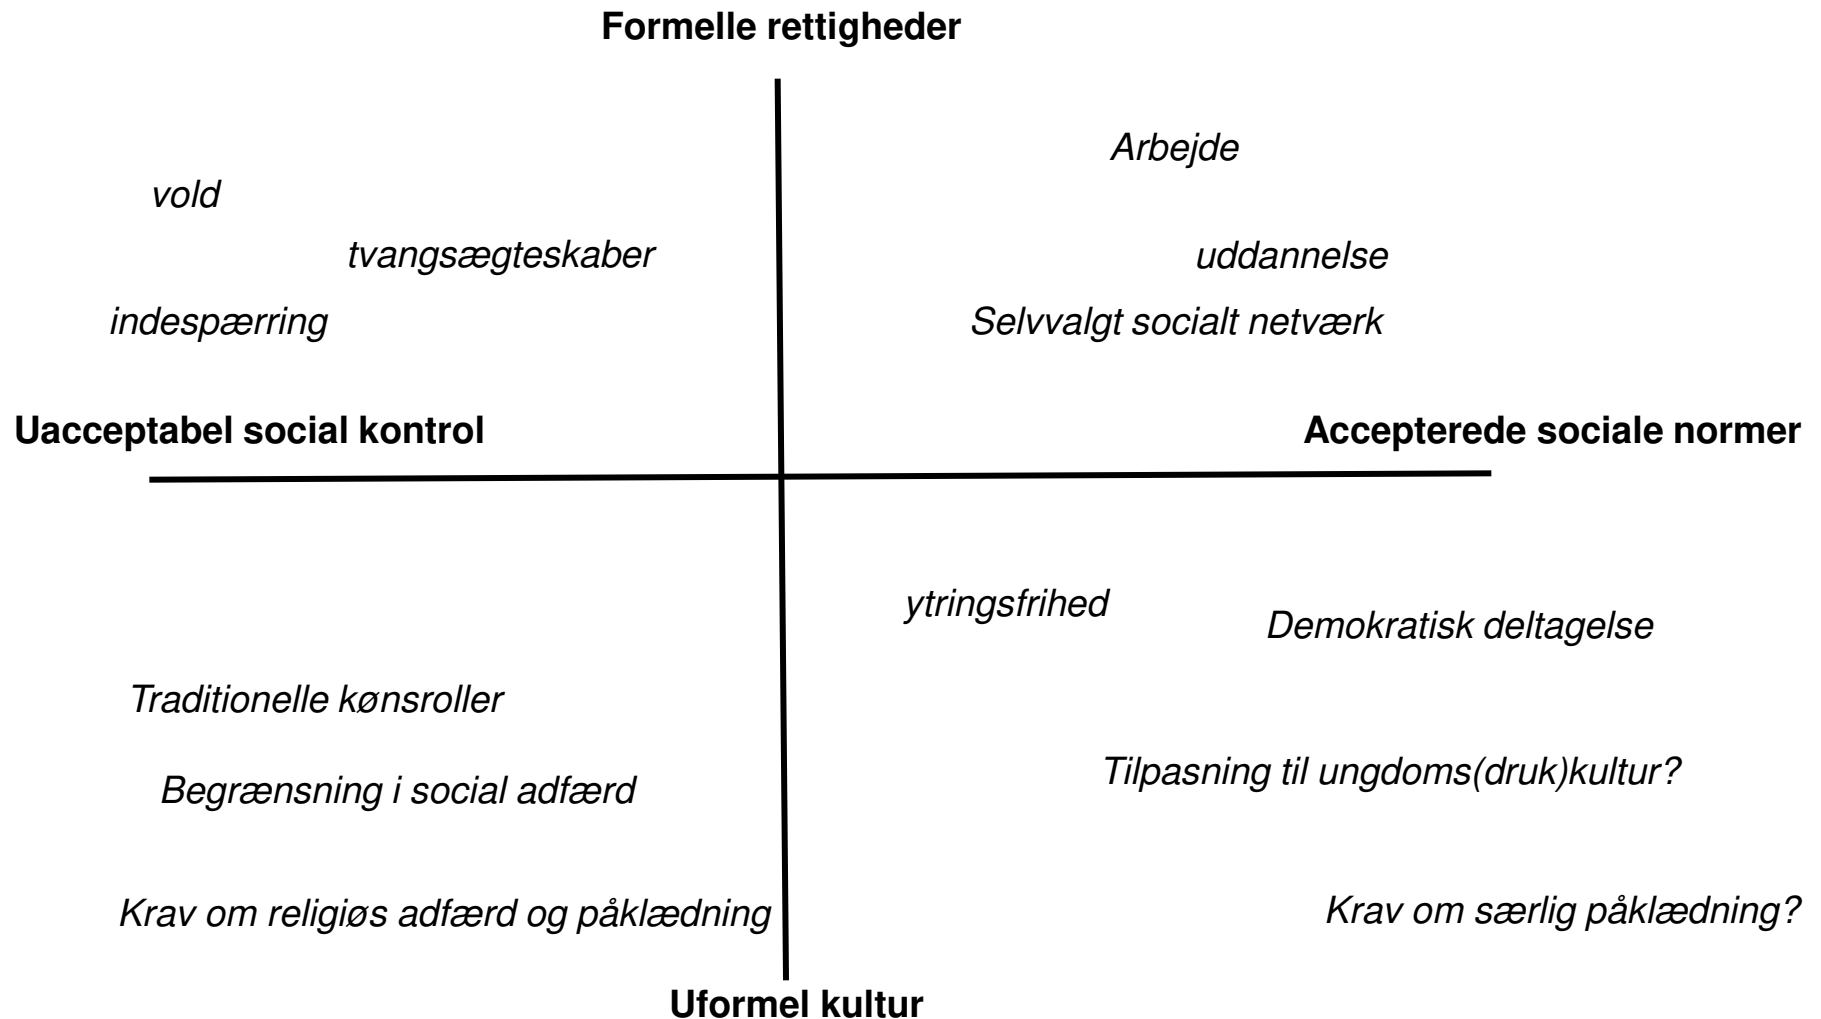 Formelle rettigheder
Arbejde
vold
tvangsægteskaber
uddannelse
indespærring
Selvvalgt socialt netværk
Uacceptabel social kontrol
Accepterede sociale normer
ytringsfrihed
Demokratisk deltagelse
Traditionelle kønsroller
Tilpasning til ungdoms(druk)kultur?
Begrænsning i social adfærd
Krav om religiøs adfærd og påklædning
Krav om særlig påklædning?
Uformel kultur